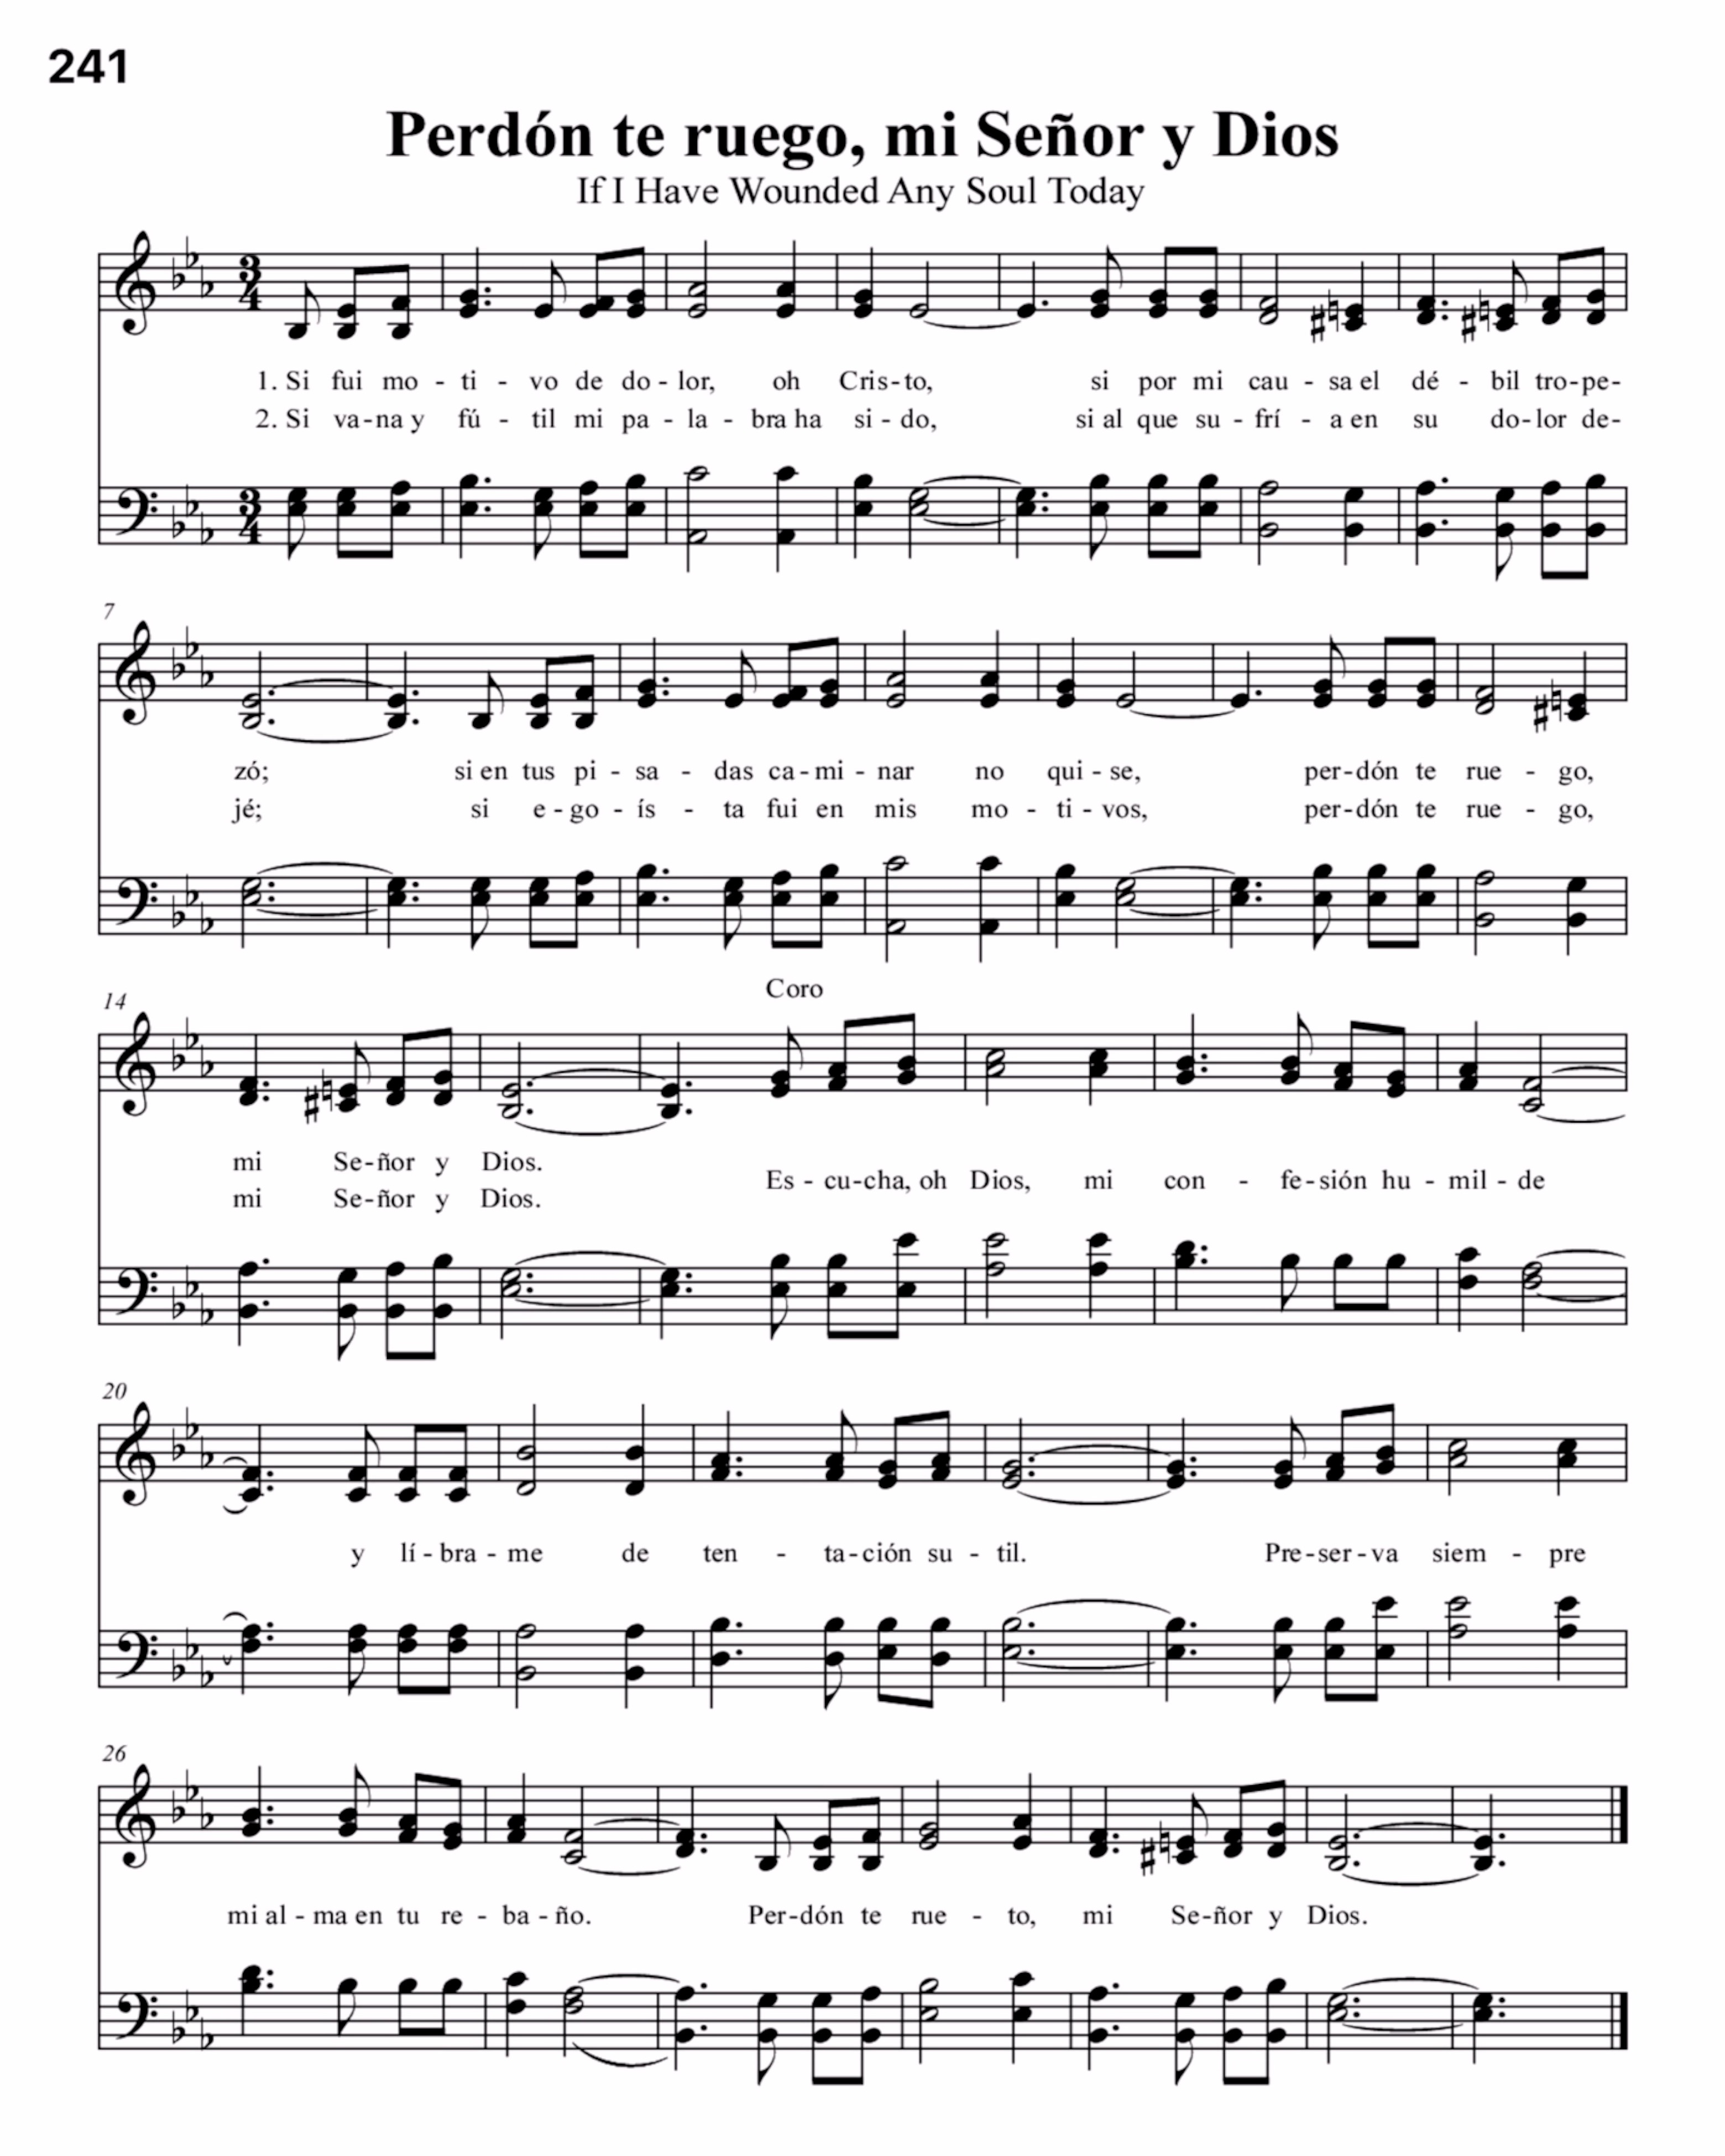 241
Perdón te ruego, mi Señor y Dios
If I Have Wounded Any Soul Today
3 4
1. Si fui mo - ti - vo de do - lor, oh Cris - to, si por mi cau - sa el dé - bil tro - pe -
2. Si va - na y fú - til mi pa - la - bra ha si - do, si al que su - frí - a en su do - lor de -
3 4
7
zó; si en tus pi - sa - das ca - mi - nar no qui - se, per - dón te rue - go,
jé; si e - go - ís - ta fui en mis mo - ti - vos, per - dón te rue - go,
14
Coro
mi Se - ñor y Dios. Es - cu - cha, oh Dios, mi con - fe - sión hu - mil - de
mi Se - ñor y Dios.
20
y lí - bra - me de ten - ta - ción su - til. Pre - ser - va siem - pre
26
mi al - ma en tu re - ba - ño. Per - dón te rue - to, mi Se - ñor y Dios.